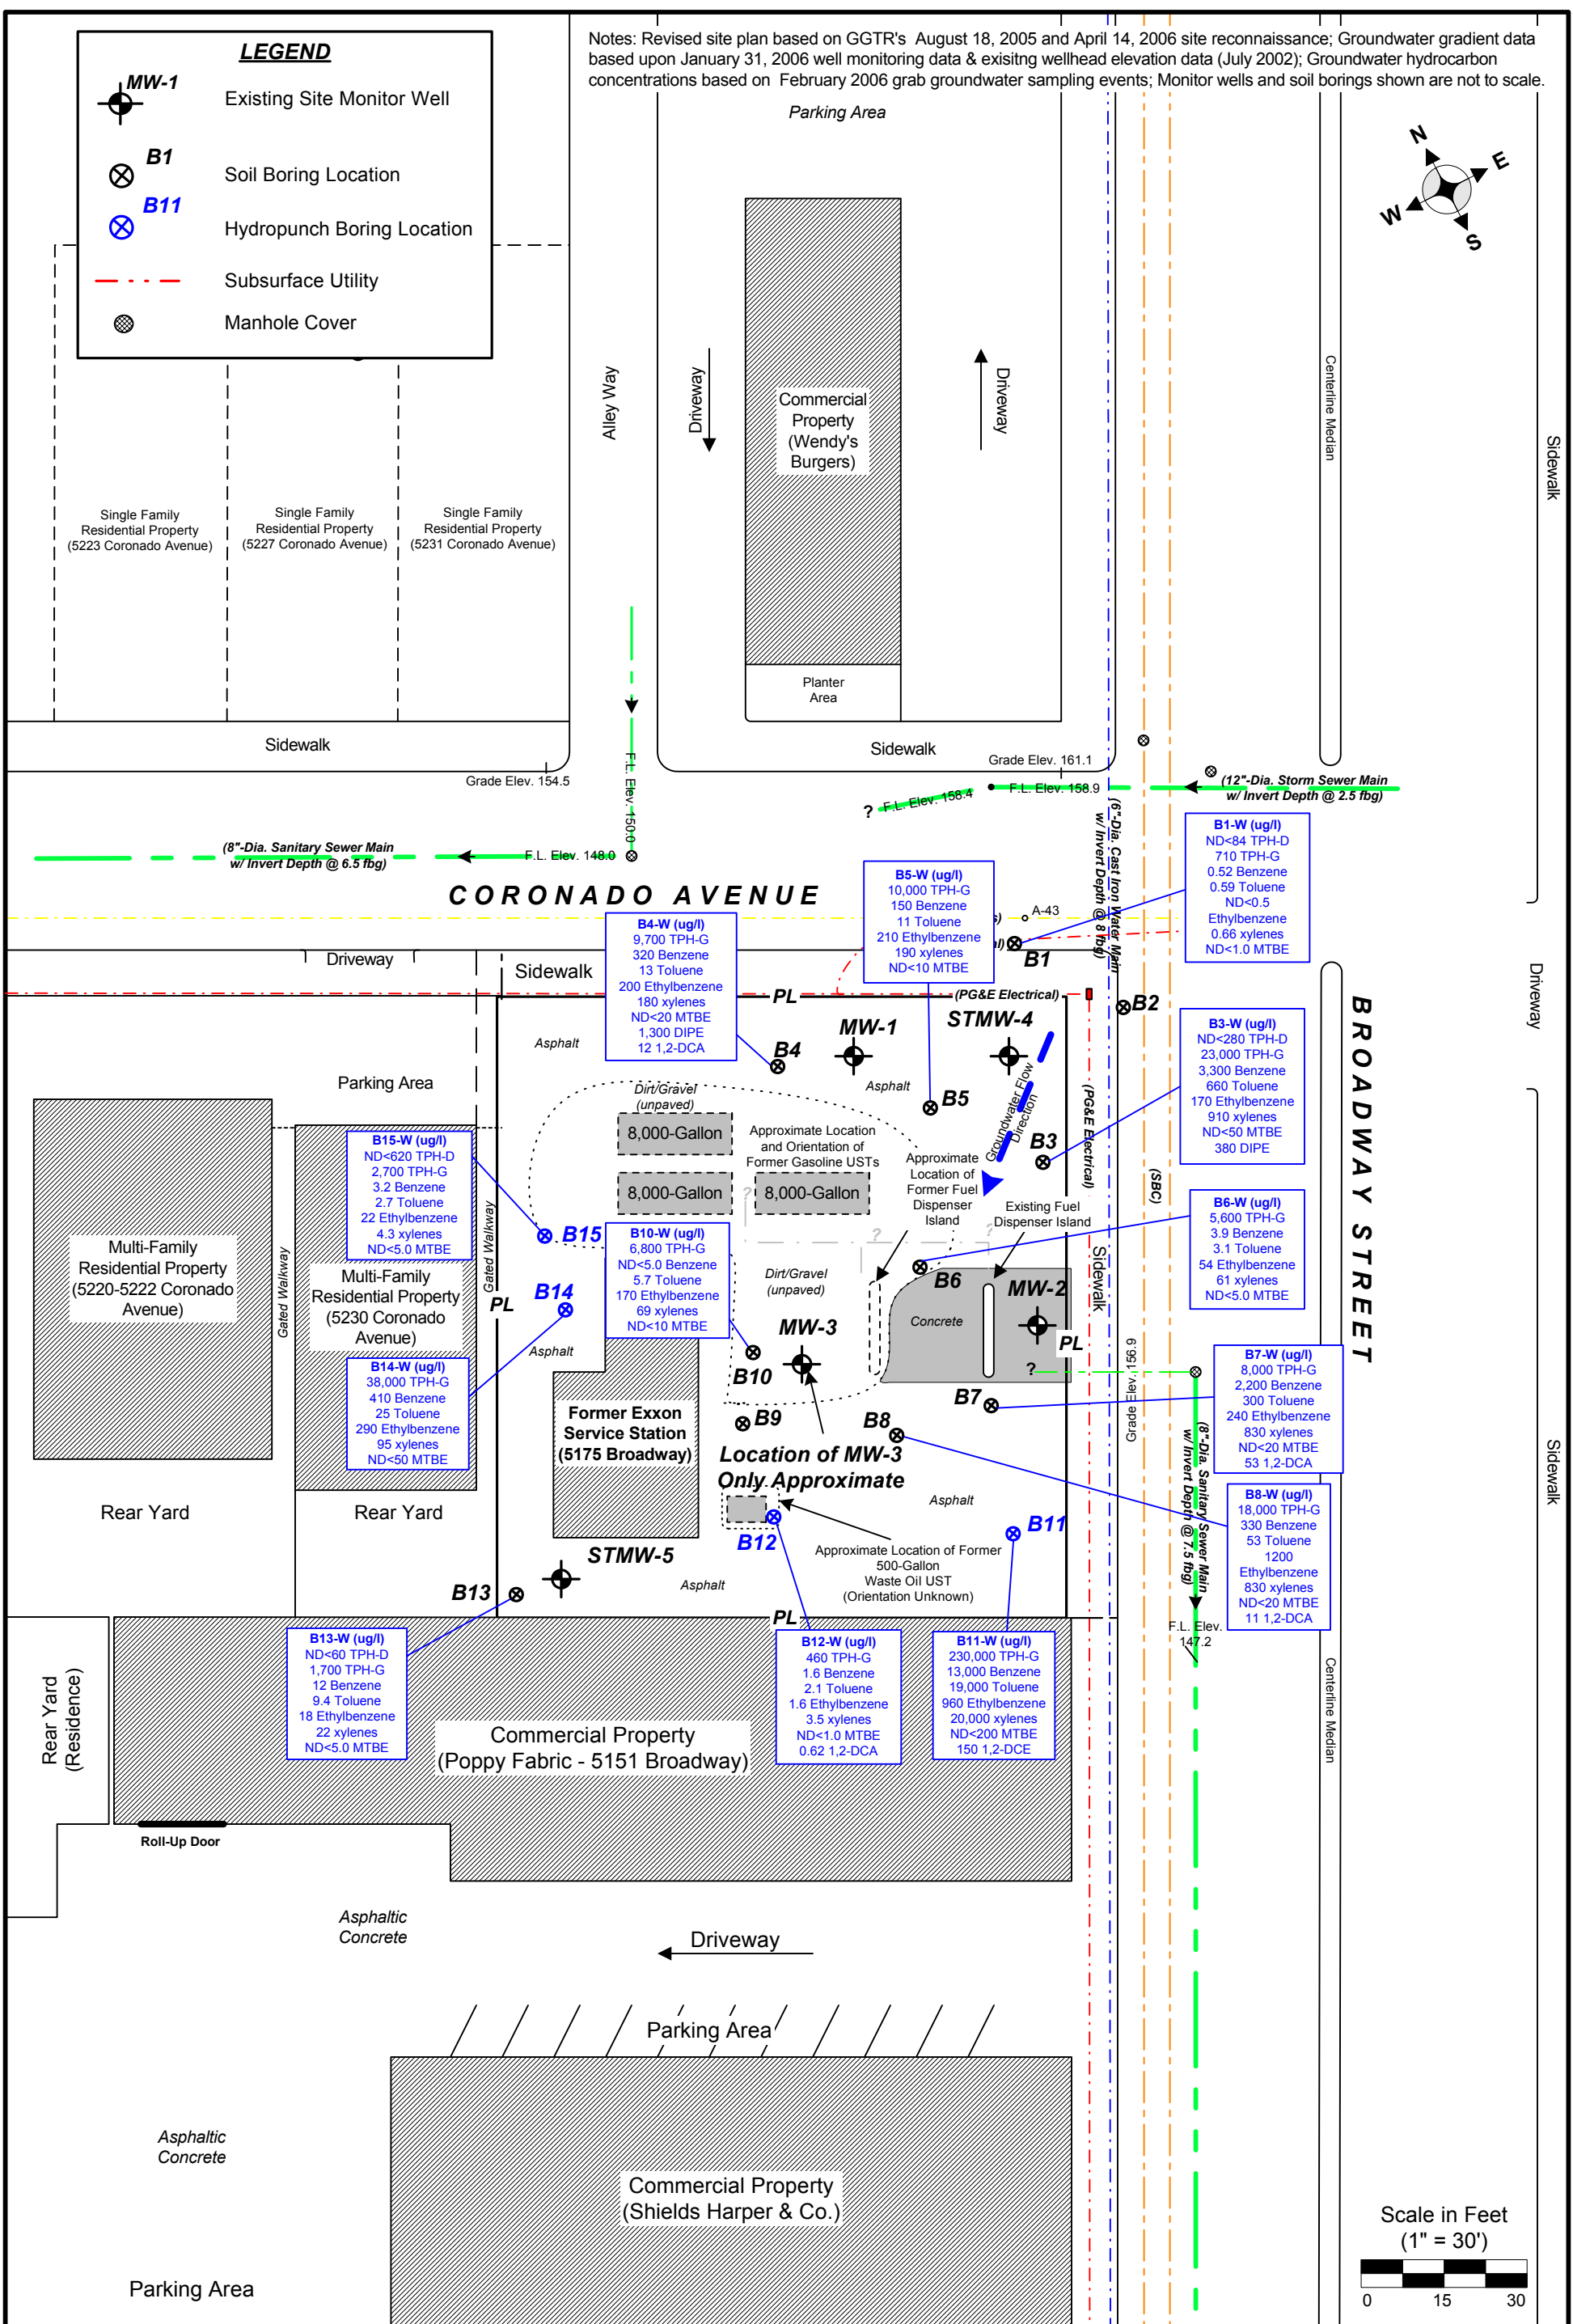 LEGEND
MW-1
Existing Site Monitor Well
B1
Soil Boring Location
B11
Hydropunch Boring Location
Subsurface Utility
Manhole Cover
Notes: Revised site plan based on GGTR's August 18, 2005 and April 14, 2006 site reconnaissance; Groundwater gradient data
based upon January 31, 2006 well monitoring data & exisitng wellhead elevation data (July 2002); Groundwater hydrocarbon
concentrations based on February 2006 grab groundwater sampling events; Monitor wells and soil borings shown are not to scale.
Parking Area
N
E
W
S
Alley Way
Driveway
Commercial
Property
(Wendy's
Burgers)
Driveway
Centerline Median
Sidewalk
Single Family
Residential Property
(5223 Coronado Avenue)
Single Family
Residential Property
(5227 Coronado Avenue)
Single Family
Residential Property
(5231 Coronado Avenue)
Planter
Area
Sidewalk
Sidewalk
Grade Elev. 154.5
Grade Elev. 161.1
F.L. Elev. 150.0
F.L. Elev. 158.4
?
F.L. Elev. 158.9
(12"-Dia. Storm Sewer Main
w/ Invert Depth @ 2.5 fbg)
(8"-Dia. Sanitary Sewer Main
w/ Invert Depth @ 6.5 fbg)
F.L. Elev. 148.0
(6"-Dia. Cast Iron Water Main
w/ Invert Depth @ 8 fbg)
CORONADO AVENUE
B1-W (ug/l)
ND<84 TPH-D
710 TPH-G
0.52 Benzene
0.59 Toluene
ND<0.5
Ethylbenzene
0.66 xylenes
ND<1.0 MTBE
B5-W (ug/l)
10,000 TPH-G
150 Benzene
11 Toluene
210 Ethylbenzene
190 xylenes
ND<10 MTBE
A-43
B1
B4-W (ug/l)
9,700 TPH-G
320 Benzene
13 Toluene
200 Ethylbenzene
180 xylenes
ND<20 MTBE
1,300 DIPE
12 1,2-DCA
Driveway
Sidewalk
PL
(PG&E Electrical)
B2
Driveway
BROADWAY STREET
B3-W (ug/l)
ND<280 TPH-D
23,000 TPH-G
3,300 Benzene
660 Toluene
170 Ethylbenzene
910 xylenes
ND<50 MTBE
380 DIPE
Asphalt
MW-1
STMW-4
B4
Asphalt
B5
Groundwater Flow
Direction
B3
(PG&E Electrical)
(SBC)
Parking Area
Dirt/Gravel
(unpaved)
8,000-Gallon
8,000-Gallon
8,000-Gallon
Approximate Location
and Orientation of
Former Gasoline USTs
Approximate
Location of
Former Fuel
Dispenser
Island
Existing Fuel
Dispenser Island
?
?
?
B15-W (ug/l)
ND<620 TPH-D
2,700 TPH-G
3.2 Benzene
2.7 Toluene
22 Ethylbenzene
4.3 xylenes
ND<5.0 MTBE
B15
B10-W (ug/l)
6,800 TPH-G
ND<5.0 Benzene
5.7 Toluene
170 Ethylbenzene
69 xylenes
ND<10 MTBE
B6-W (ug/l)
5,600 TPH-G
3.9 Benzene
3.1 Toluene
54 Ethylbenzene
61 xylenes
ND<5.0 MTBE
Multi-Family
Residential Property
(5220-5222 Coronado
Avenue)
Gated Walkway
Multi-Family
Residential Property
(5230 Coronado
Avenue)
Gated Walkway
PL
B14
Dirt/Gravel
(unpaved)
B6
MW-2
Concrete
Sidewalk
MW-3
PL
?
Asphalt
B10
Grade Elev. 156.9
B14-W (ug/l)
38,000 TPH-G
410 Benzene
25 Toluene
290 Ethylbenzene
95 xylenes
ND<50 MTBE
B7-W (ug/l)
8,000 TPH-G
2,200 Benzene
300 Toluene
240 Ethylbenzene
830 xylenes
ND<20 MTBE
53 1,2-DCA
Former Exxon
Service Station
(5175 Broadway)
B9
B8
B7
Location of MW-3
Only Approximate
(8"-Dia. Sanitary Sewer Main
w/ Invert Depth @ 7.5 fbg)
Sidewalk
B8-W (ug/l)
18,000 TPH-G
330 Benzene
53 Toluene
1200
Ethylbenzene
830 xylenes
ND<20 MTBE
11 1,2-DCA
Rear Yard
Rear Yard
Asphalt
B11
B12
Approximate Location of Former
500-Gallon
Waste Oil UST
(Orientation Unknown)
STMW-5
Asphalt
B13
PL
F.L. Elev.
147.2
B13-W (ug/l)
ND<60 TPH-D
1,700 TPH-G
12 Benzene
9.4 Toluene
18 Ethylbenzene
22 xylenes
ND<5.0 MTBE
B12-W (ug/l)
460 TPH-G
1.6 Benzene
2.1 Toluene
1.6 Ethylbenzene
3.5 xylenes
ND<1.0 MTBE
0.62 1,2-DCA
B11-W (ug/l)
230,000 TPH-G
13,000 Benzene
19,000 Toluene
960 Ethylbenzene
20,000 xylenes
ND<200 MTBE
150 1,2-DCE
Rear Yard
(Residence)
Commercial Property
(Poppy Fabric - 5151 Broadway)
Centerline Median
Roll-Up Door
Asphaltic
Concrete
Driveway
Parking Area
Asphaltic
Concrete
Commercial Property
(Shields Harper & Co.)
Parking Area
Scale in Feet
(1" = 30')
0 15 30